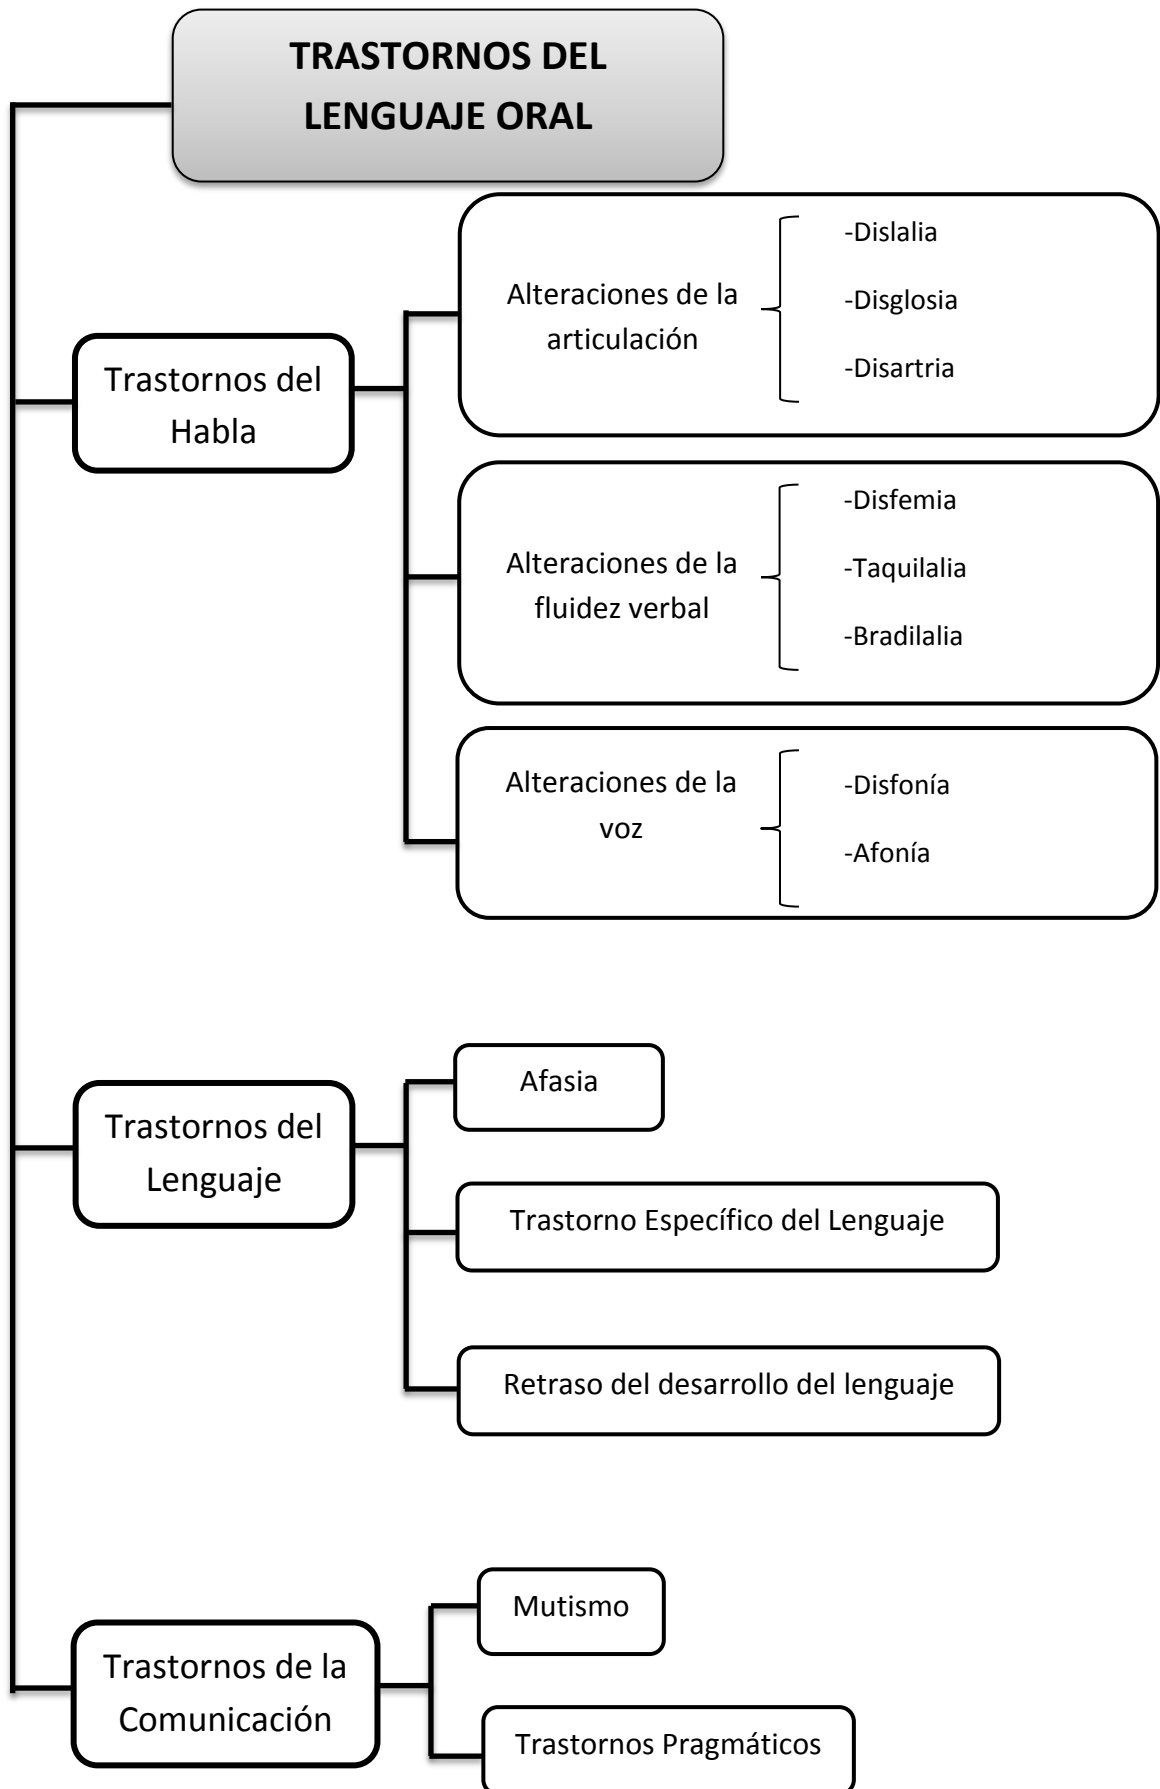 TRASTORNOS DEL
LENGUAJE ORAL
Trastornos del
Habla
Alteraciones de la
articulación
-Dislalia
-Disglosia
-Disartria
Alteraciones de la
fluidez verbal
-Disfemia
-Taquilalia
-Bradilalia
Alteraciones de la
voz
-Disfonía
-Afonía
Trastornos del
Lenguaje
Afasia
Trastorno Específico del Lenguaje
Retraso del desarrollo del lenguaje
Trastornos de la
Comunicación
Mutismo
Trastornos Pragmáticos